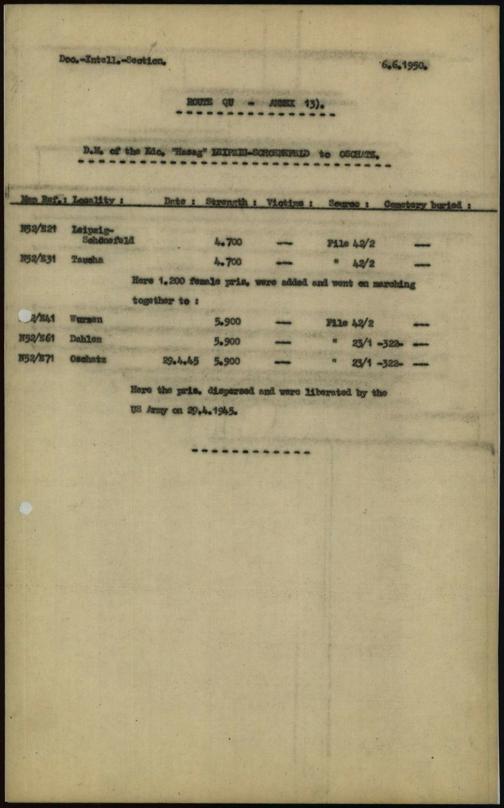 Doc.-Intell.-Section.
6.6.1950.
ROUTE QU - ANNEX 13).
D.M. of the Kdo. "Hasag" LEIPZIG-SCHOENEFELD to OSCHATZ.
Map Ref.: Locality : Date : Strength : Victims : Source : Cemetery buried :
N52/E21 Leipzig-
Schönefeld 4.700 --- File 42/2 ---
N52/E31 Taucha 4.700 --- " 42/2 ---
Here 1.200 female pris. were added and went on marching
together to :
2/E41 Wurzen 5.900 --- File 42/2 ---
N52/E61 Dahlen 5.900 --- " 23/1 -322- ---
N52/E71 Oschatz 29.4.45 5.900 --- " 23/1 -322- ---
Here the pris. dispersed and were liberated by the
US Army on 29.4.1945.